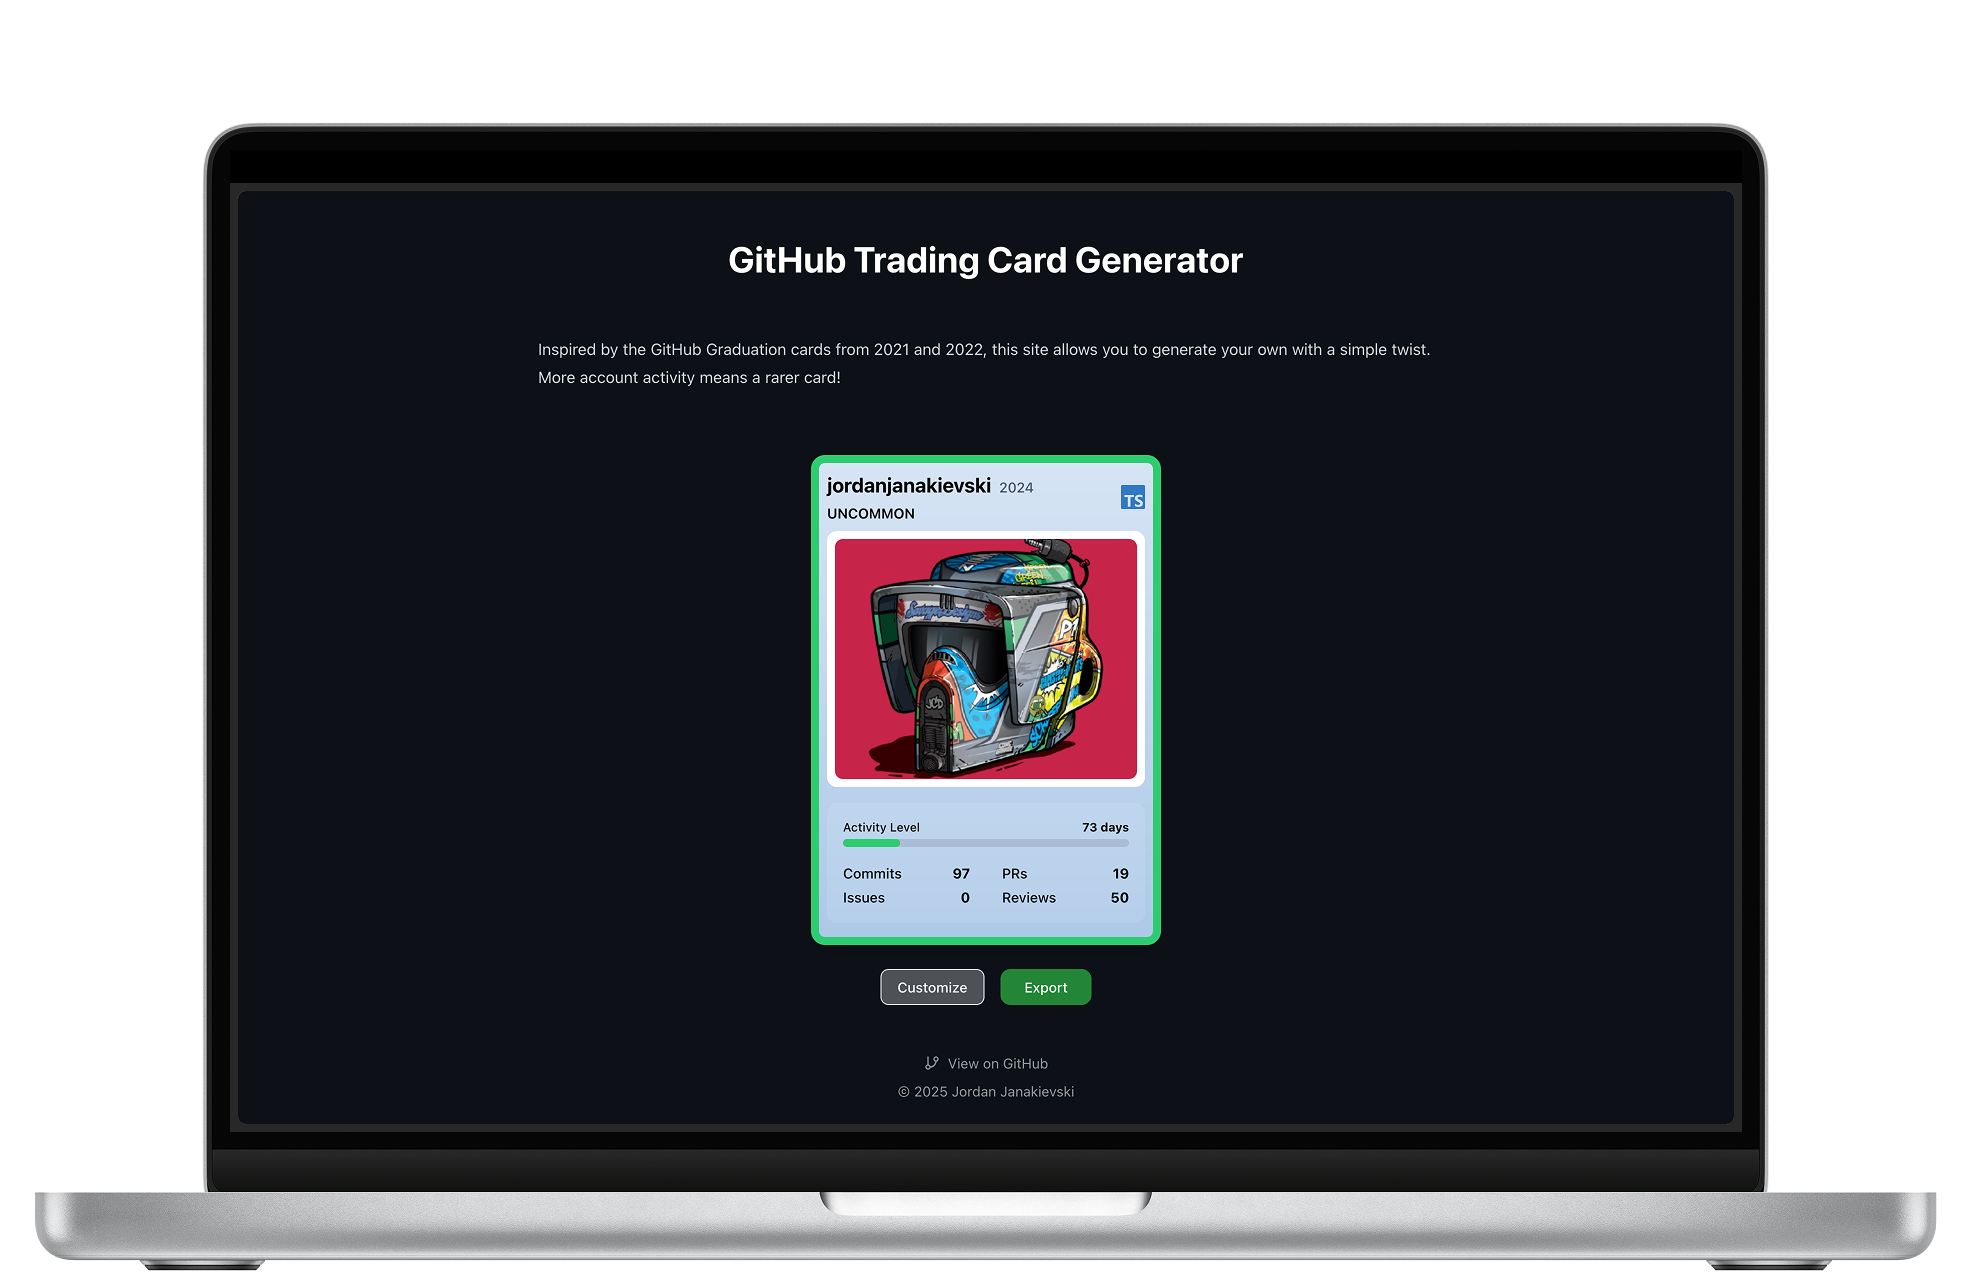 GitHub Trading Card Generator
Inspired by the GitHub Graduation cards from 2021 and 2022, this site allows you to generate your own with a simple twist.
More account activity means a rarer card!
jordanjanakievski 2024
TS
UNCOMMON
P1
JCD
Activity Level 73 days
Commits 97 PRs 19
Issues 0 Reviews 50
Customize Export
View on GitHub
© 2025 Jordan Janakievski